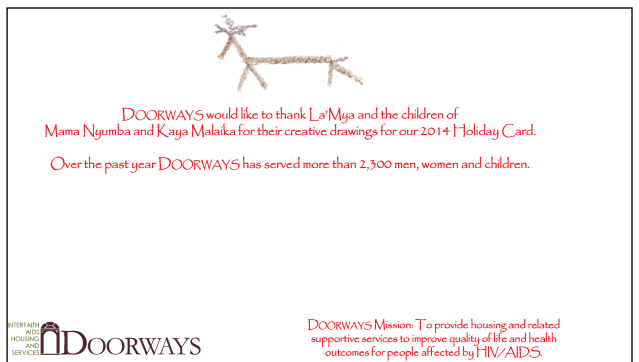 DOORWAYS would like to thank La'Mya and the children of
Mama Nyumba and Kaya Malaika for their creative drawings for our 2014 Holiday Card.
Over the past year DOORWAYS has served more than 2,300 men, women and children.
INTERFAITH
AIDS
HOUSING
AND
SERVICES
DOORWAYS
DOORWAYS Mission: To provide housing and related
supportive services to improve quality of life and health
outcomes for people affected by HIV/AIDS.